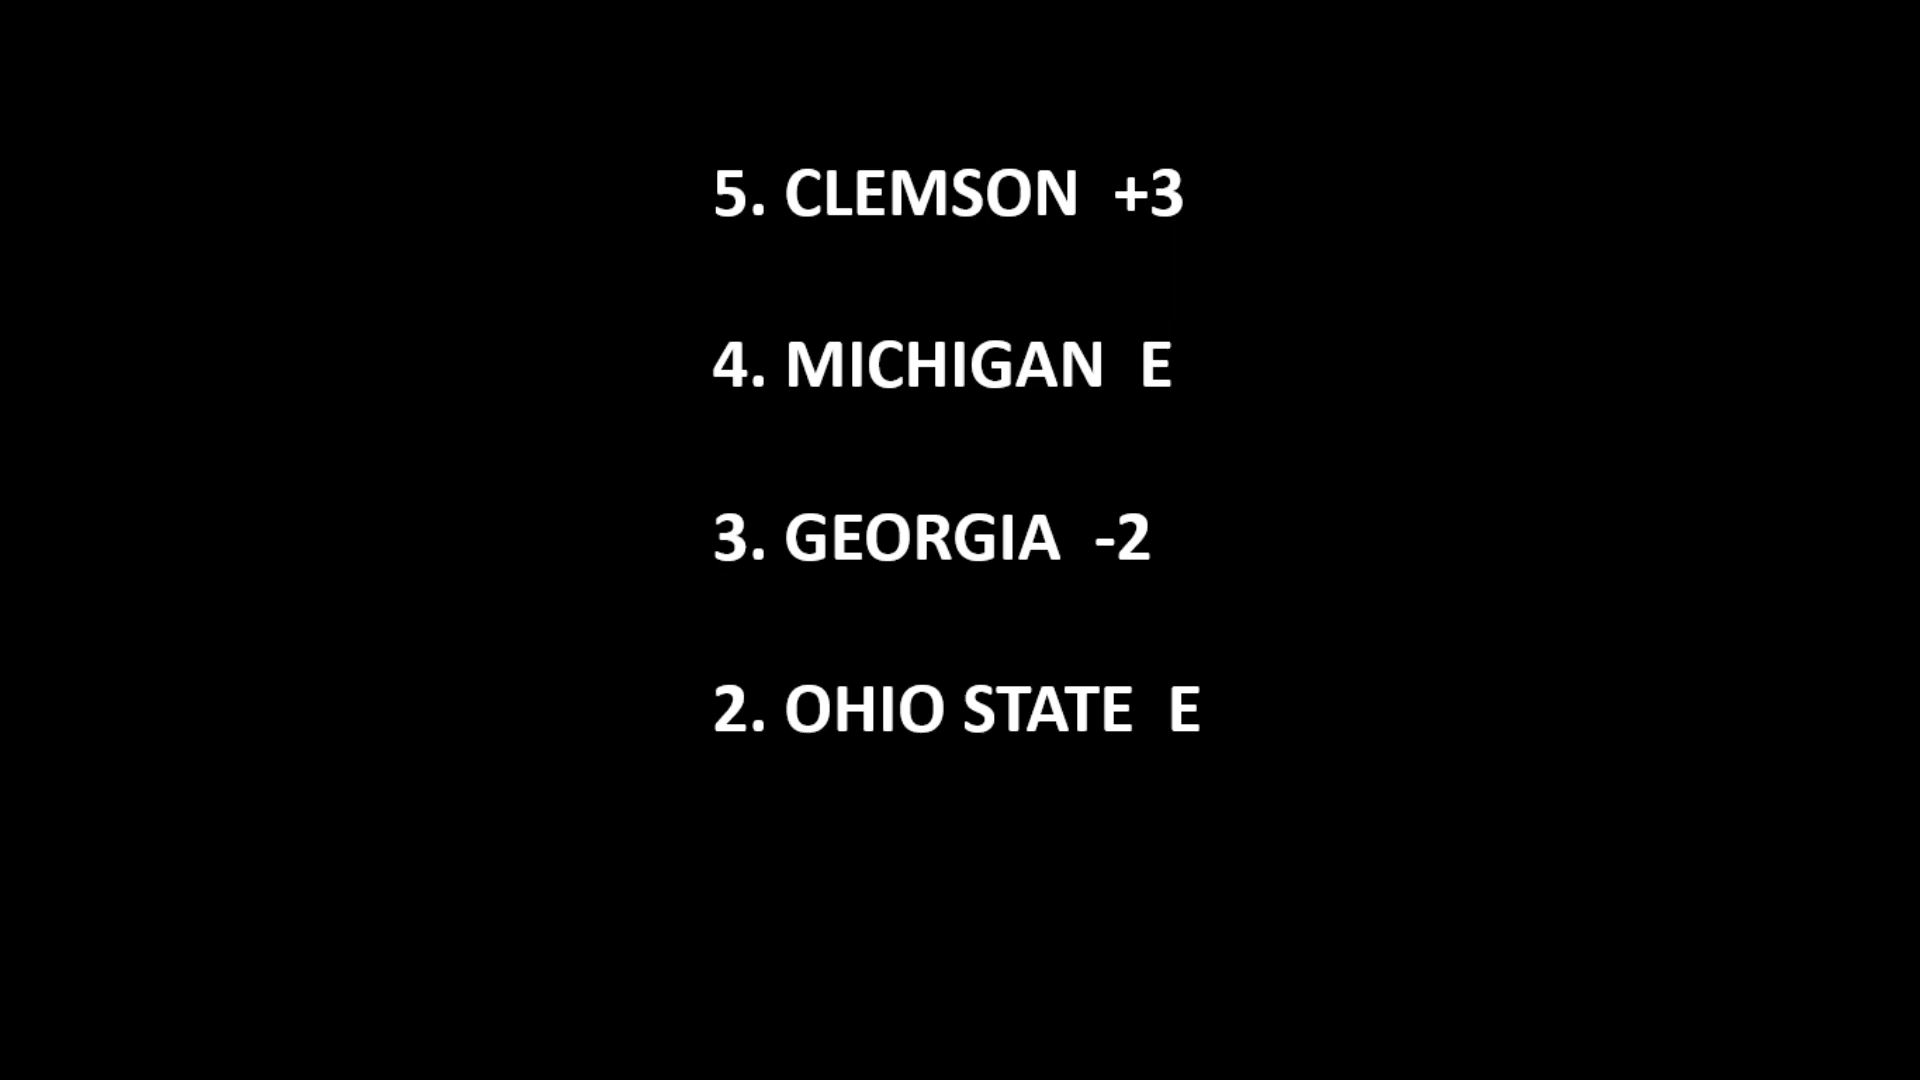 5. CLEMSON +3
4. MICHIGAN E
3. GEORGIA -2
2. OHIO STATE E